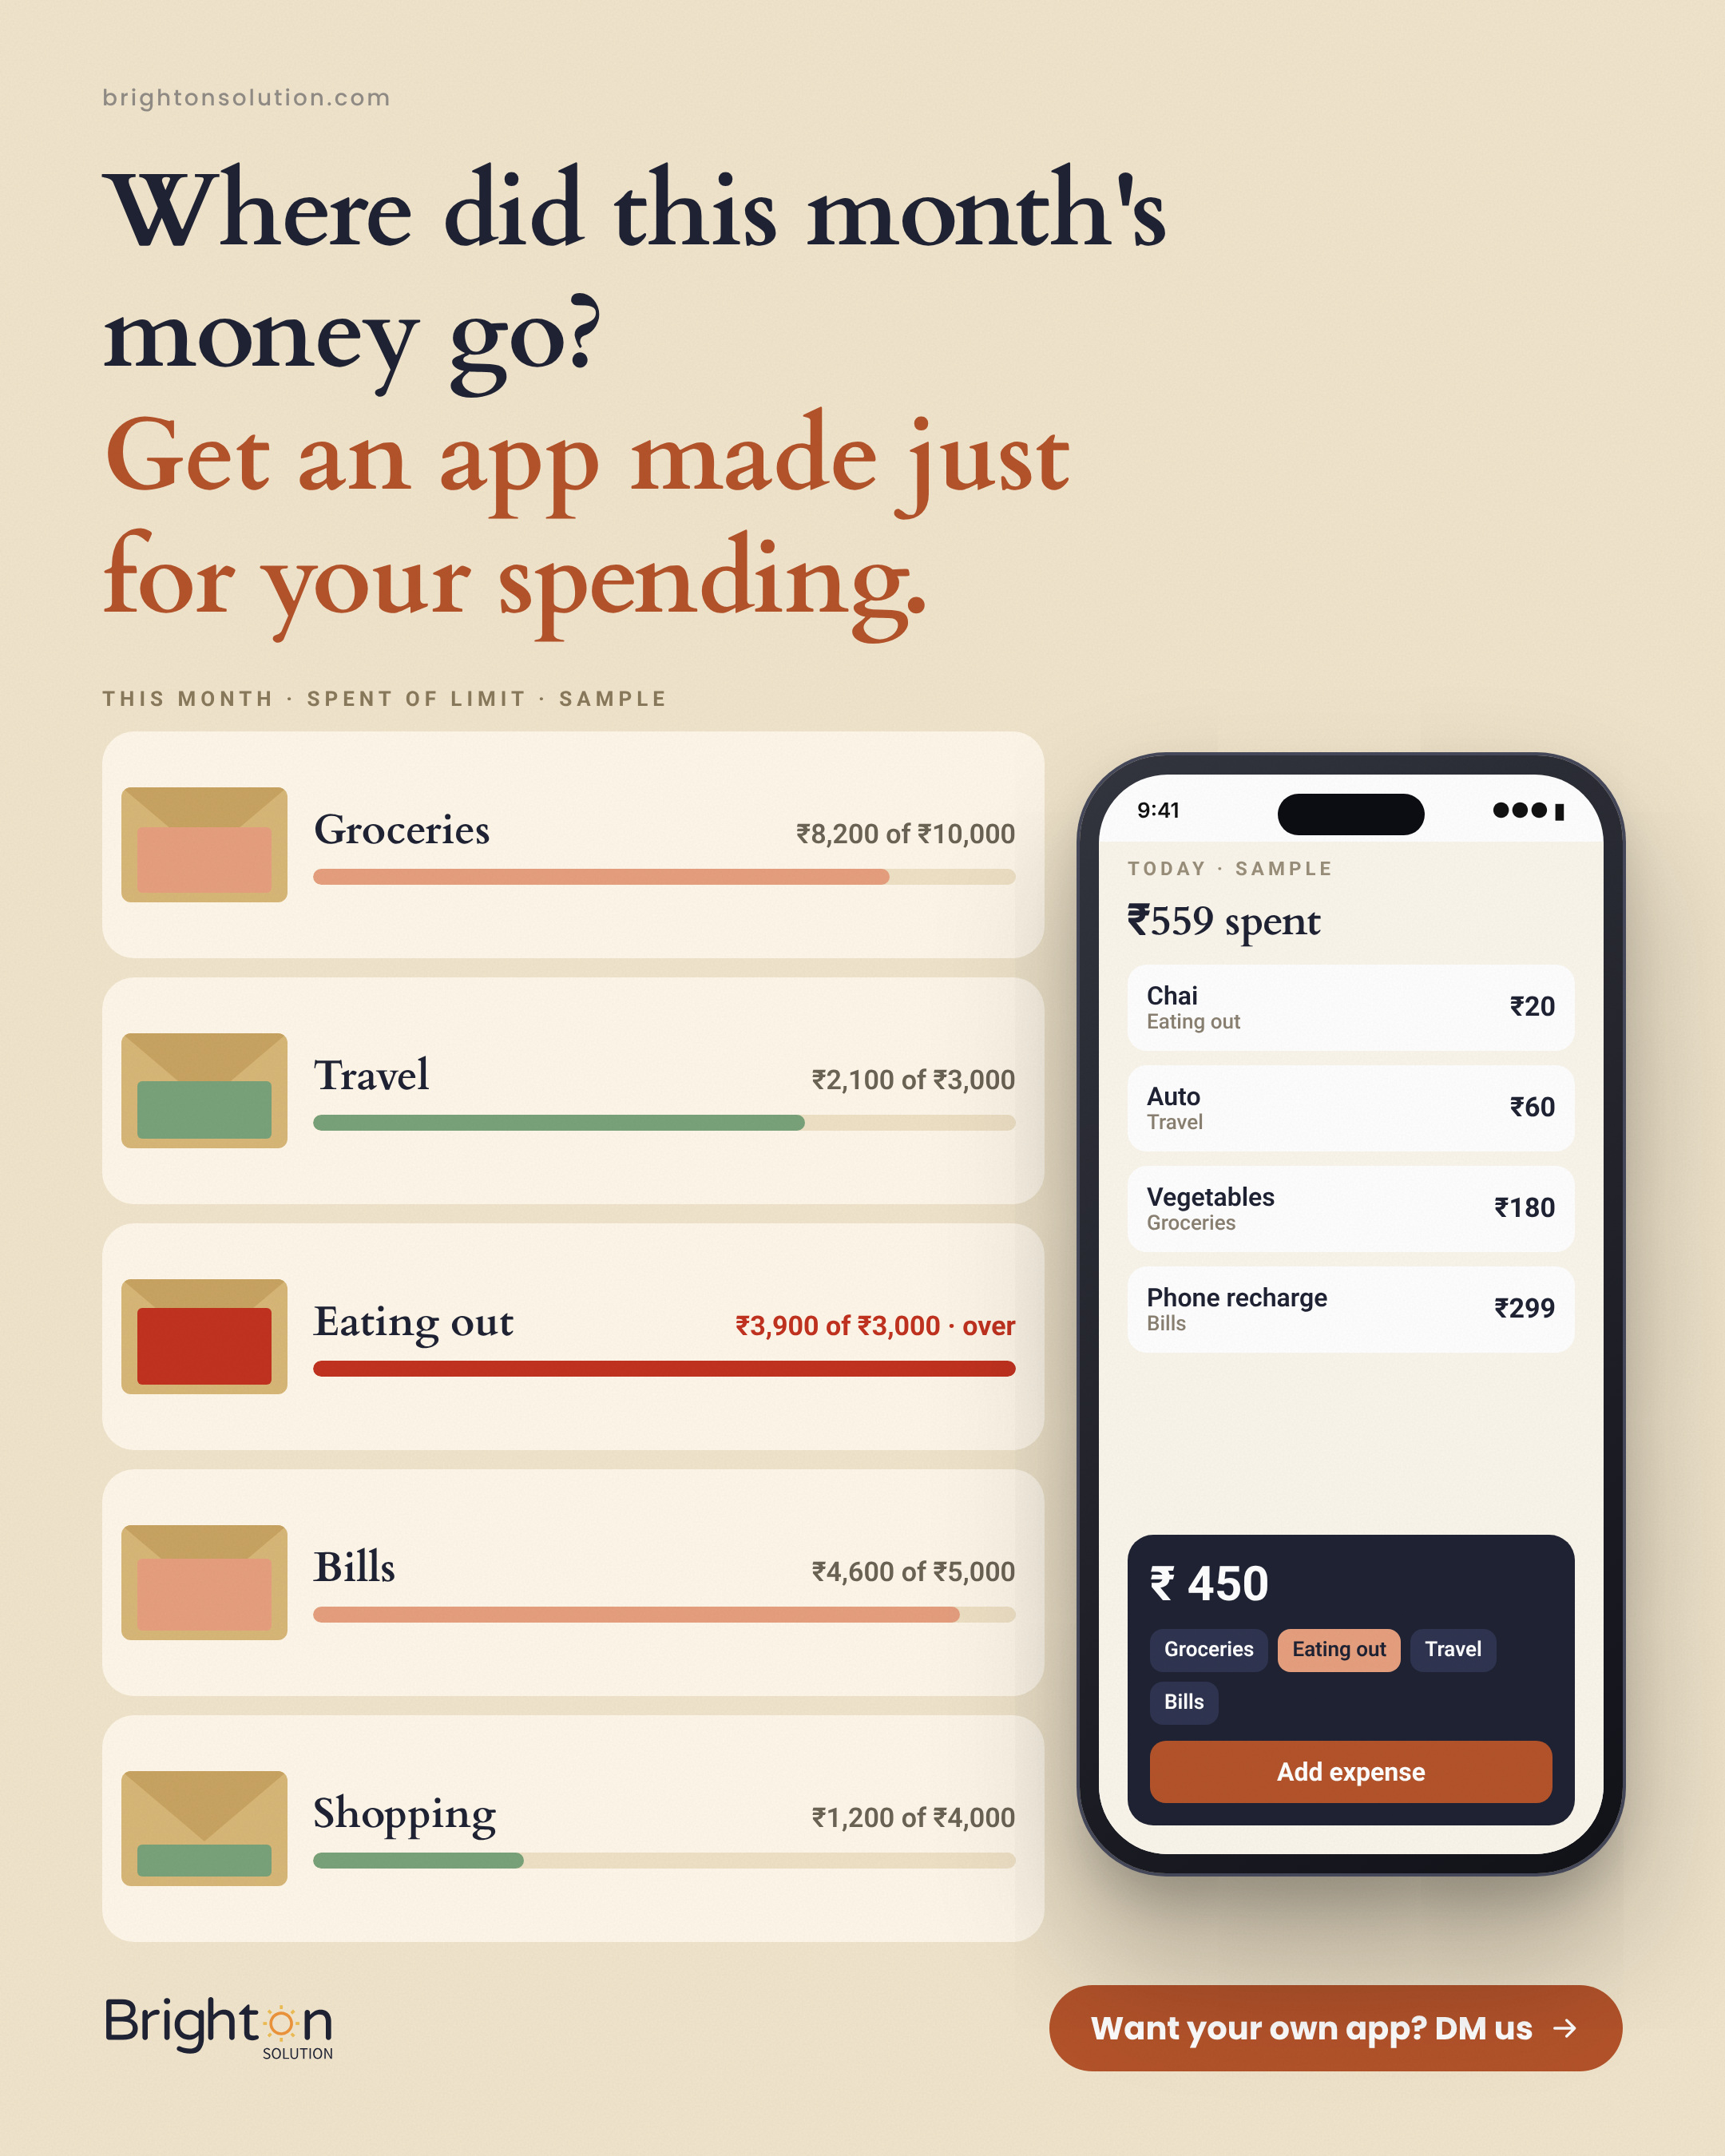 brightonsolution.com
Where did this month's
money go?
Get an app made just
for your spending.
THIS MONTH · SPENT OF LIMIT · SAMPLE
Groceries
₹8,200 of ₹10,000
Travel
₹2,100 of ₹3,000
Eating out
₹3,900 of ₹3,000 · over
Bills
₹4,600 of ₹5,000
Shopping
₹1,200 of ₹4,000
9:41
TODAY · SAMPLE
₹559 spent
Chai
Eating out
₹20
Auto
Travel
₹60
Vegetables
Groceries
₹180
Phone recharge
Bills
₹299
₹ 450
Groceries
Eating out
Travel
Bills
Add expense
Brighton
SOLUTION
Want your own app? DM us →